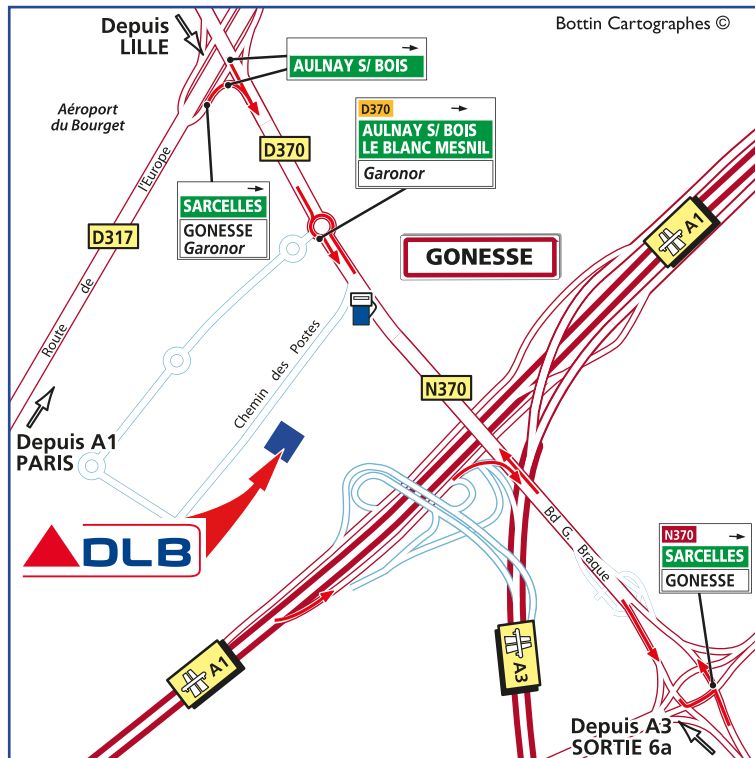 Bottin Cartographes ©
Depuis
LILLE
AULNAY S/ BOIS
Aéroport
du Bourget
D370
D370
AULNAY S/ BOIS
LE BLANC MESNIL
Garonor
SARCELLES
GONESSE
Garonor
D317
Route de l'Europe
A1
GONESSE
Chemin des Postes
N370
Depuis A1
PARIS
DLB
Bd G. Braque
N370
SARCELLES
GONESSE
A1
A3
Depuis A3
SORTIE 6a